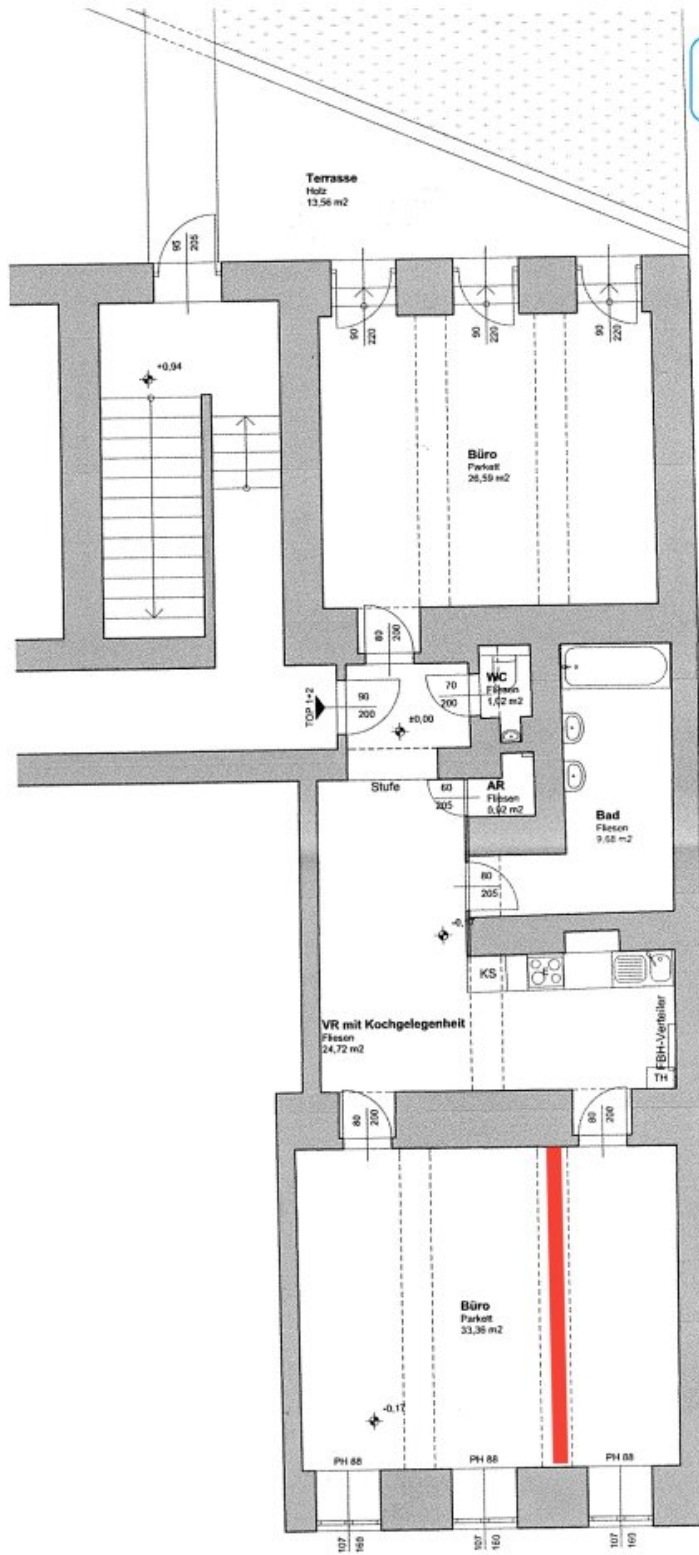 Terrasse
Holz
13,56 m2
95
205
90
220
90
220
90
220
+0,94
Büro
Parkett
26,59 m2
80
200
TOP 1+2
90
200
70
200
WC
Fliesen
1,02 m2
±0,00
Stufe
60
205
AR
Fliesen
0,92 m2
Bad
Fliesen
9,68 m2
80
205
KS
VR mit Kochgelegenheit
Fliesen
24,72 m2
FBH-Verteiler
TH
80
200
80
200
Büro
Parkett
33,36 m2
-0,17
PH 88
PH 88
PH 88
107
160
107
160
107
160